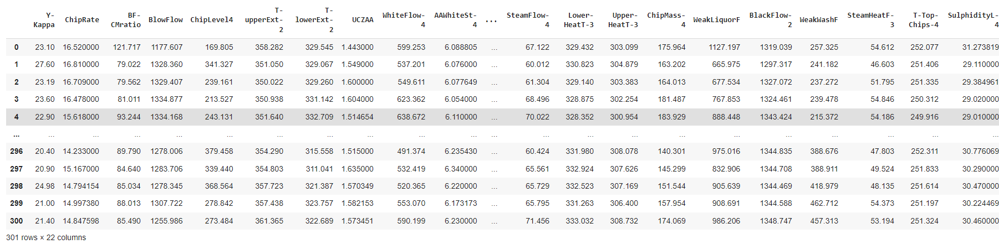 Y-Kappa ChipRate BF-CMratio BlowFlow ChipLevel4 T-upperExt-2 T-lowerExt-2 UCZAA WhiteFlow-4 AAWhiteSt-4 ... SteamFlow-4 Lower-HeatT-3 Upper-HeatT-3 ChipMass-4 WeakLiquorF BlackFlow-2 WeakWashF SteamHeatF-3 T-Top-Chips-4 SulphidityL-4
0 23.10 16.520000 121.717 1177.607 169.805 358.282 329.545 1.443000 599.253 6.088805 ... 67.122 329.432 303.099 175.964 1127.197 1319.039 257.325 54.612 252.077 31.273819
1 27.60 16.810000 79.022 1328.360 341.327 351.050 329.067 1.549000 537.201 6.076000 ... 60.012 330.823 304.879 163.202 665.975 1297.317 241.182 46.603 251.406 29.110000
2 23.19 16.709000 79.562 1329.407 239.161 350.022 329.260 1.600000 549.611 6.077649 ... 61.304 329.140 303.383 164.013 677.534 1327.072 237.272 51.795 251.335 29.384961
3 23.60 16.478000 81.011 1334.877 213.527 350.938 331.142 1.604000 623.362 6.054000 ... 68.496 328.875 302.254 181.487 767.853 1324.461 239.478 54.846 250.312 29.020000
4 22.90 15.618000 93.244 1334.168 243.131 351.640 332.709 1.514654 638.672 6.110000 ... 70.022 328.352 300.954 183.929 888.448 1343.424 215.372 54.186 249.916 29.010000
... ... ... ... ... ... ... ... ... ... ... ... ... ... ... ... ... ... ... ... ... ...
296 20.40 14.233000 89.790 1278.006 379.458 354.290 315.558 1.515000 491.374 6.235430 ... 60.424 331.980 308.078 140.301 975.016 1344.835 388.676 47.803 252.311 30.776069
297 20.90 15.167000 84.640 1283.706 339.440 354.803 311.041 1.635000 532.419 6.340000 ... 65.561 332.924 307.626 145.299 832.906 1344.708 388.911 49.524 251.833 30.290000
298 24.98 14.794154 85.034 1278.345 368.564 357.723 321.387 1.570349 520.365 6.220000 ... 65.729 332.523 307.169 151.544 905.639 1344.469 418.979 48.135 251.614 30.470000
299 21.00 14.997380 88.013 1307.722 278.842 357.438 323.757 1.582153 553.070 6.173173 ... 65.795 331.263 306.400 157.954 908.691 1344.588 462.712 54.373 251.197 30.224469
300 21.40 14.847598 85.490 1255.986 273.484 361.365 322.689 1.573451 590.199 6.230000 ... 71.456 333.032 308.732 174.069 986.206 1348.747 457.313 53.194 251.324 30.460000
301 rows × 22 columns